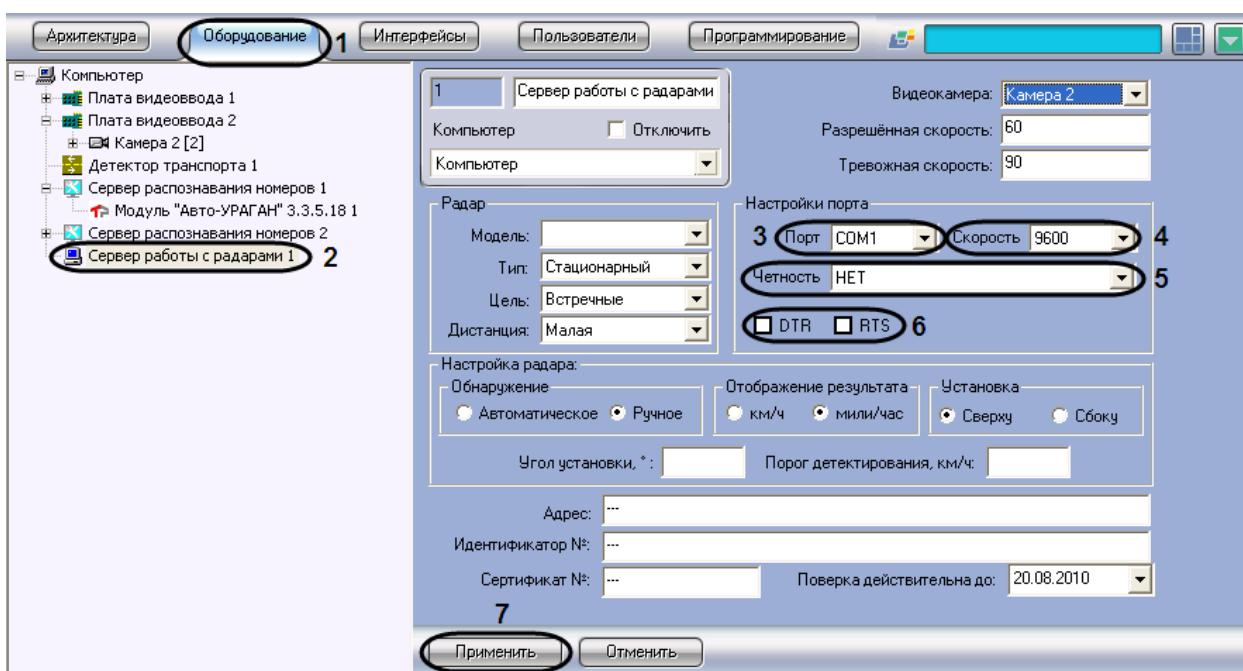 Архитектура Оборудование 1 Интерфейсы Пользователи Программирование
Компьютер
Плата видеоввода 1
Плата видеоввода 2
Камера 2 [2]
Детектор транспорта 1
Сервер распознавания номеров 1
Модуль "Авто-УРАГАН" 3.3.5.18 1
Сервер распознавания номеров 2
Сервер работы с радарами 1 2
1 Сервер работы с радарами
Компьютер Отключить
Компьютер
Видеокамера: Камера 2
Разрешённая скорость: 60
Тревожная скорость: 90
Радар
Модель:
Тип: Стационарный
Цель: Встречные
Дистанция: Малая
Настройки порта
3 Порт COM1 Скорость 9600 4
Четность НЕТ 5
DTR RTS 6
Настройка радара:
Обнаружение
Автоматическое Ручное
Отображение результата
км/ч мили/час
Установка
Сверху Сбоку
Угол установки, °: Порог детектирования, км/ч:
Адрес: ---
Идентификатор №: ---
Сертификат №: --- Поверка действительна до: 20.08.2010
7
Применить Отменить